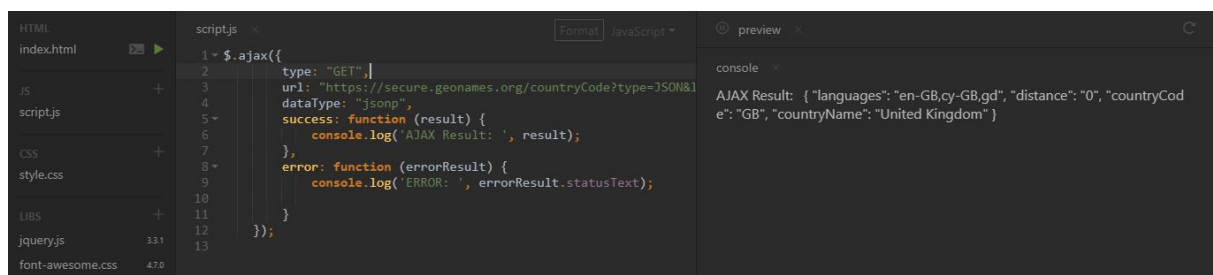 HTML
index.html
JS
script.js
CSS
style.css
LIBS
jquery.js 3.3.1
font-awesome.css 4.7.0
script.js ×
Format JavaScript
1 $.ajax({
2 type: "GET",
3 url: "https://secure.geonames.org/countryCode?type=JSON&l
4 dataType: "jsonp",
5 success: function (result) {
6 console.log('AJAX Result: ', result);
7 },
8 error: function (errorResult) {
9 console.log('ERROR: ', errorResult.statusText);
10
11 }
12 });
13
preview ×
console ×
AJAX Result: { "languages": "en-GB,cy-GB,gd", "distance": "0", "countryCod
e": "GB", "countryName": "United Kingdom" }